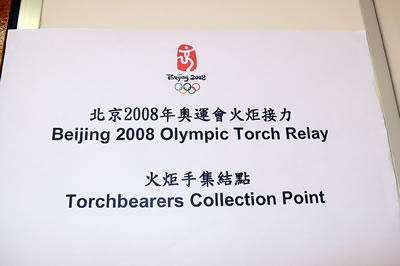 Beijing 2008
北京2008年奧運會火炬接力
Beijing 2008 Olympic Torch Relay
火炬手集結點
Torchbearers Collection Point